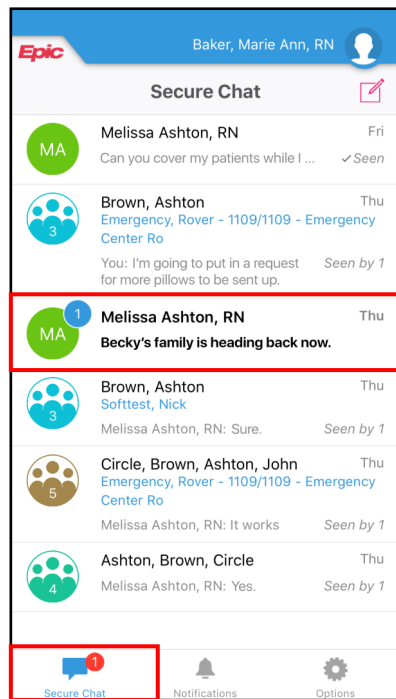 Epic
Baker, Marie Ann, RN
Secure Chat
MA
Melissa Ashton, RN
Fri
Can you cover my patients while I ...
✓Seen
3
Brown, Ashton
Thu
Emergency, Rover - 1109/1109 - Emergency
Center Ro
You: I'm going to put in a request
Seen by 1
for more pillows to be sent up.
MA
1
Melissa Ashton, RN
Thu
Becky's family is heading back now.
3
Brown, Ashton
Thu
Softtest, Nick
Melissa Ashton, RN: Sure.
Seen by 1
5
Circle, Brown, Ashton, John
Thu
Emergency, Rover - 1109/1109 - Emergency
Center Ro
Melissa Ashton, RN: It works
Seen by 1
4
Ashton, Brown, Circle
Thu
Melissa Ashton, RN: Yes.
Seen by 1
1
Secure Chat
Notifications
Options